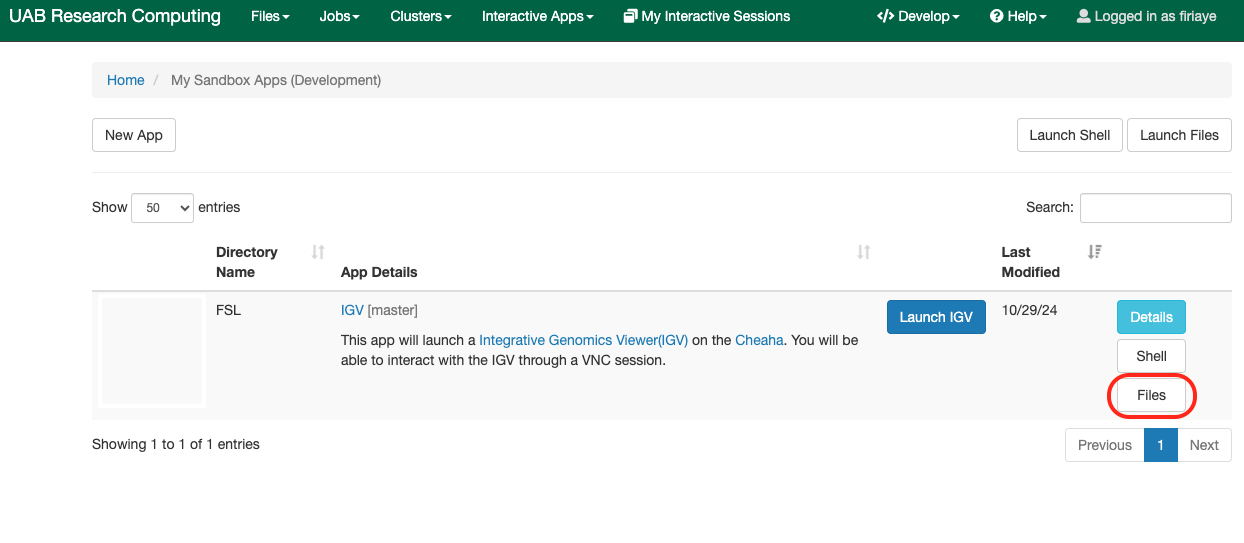 UAB Research Computing Files Jobs Clusters Interactive Apps My Interactive Sessions Develop Help Logged in as firiaye
Home / My Sandbox Apps (Development)
New App Launch Shell Launch Files
Show 50 entries Search:
Directory Name App Details Last Modified
FSL IGV [master] Launch IGV 10/29/24 Details
This app will launch a Integrative Genomics Viewer(IGV) on the Cheaha. You will be
able to interact with the IGV through a VNC session.
Shell
Files
Showing 1 to 1 of 1 entries Previous 1 Next